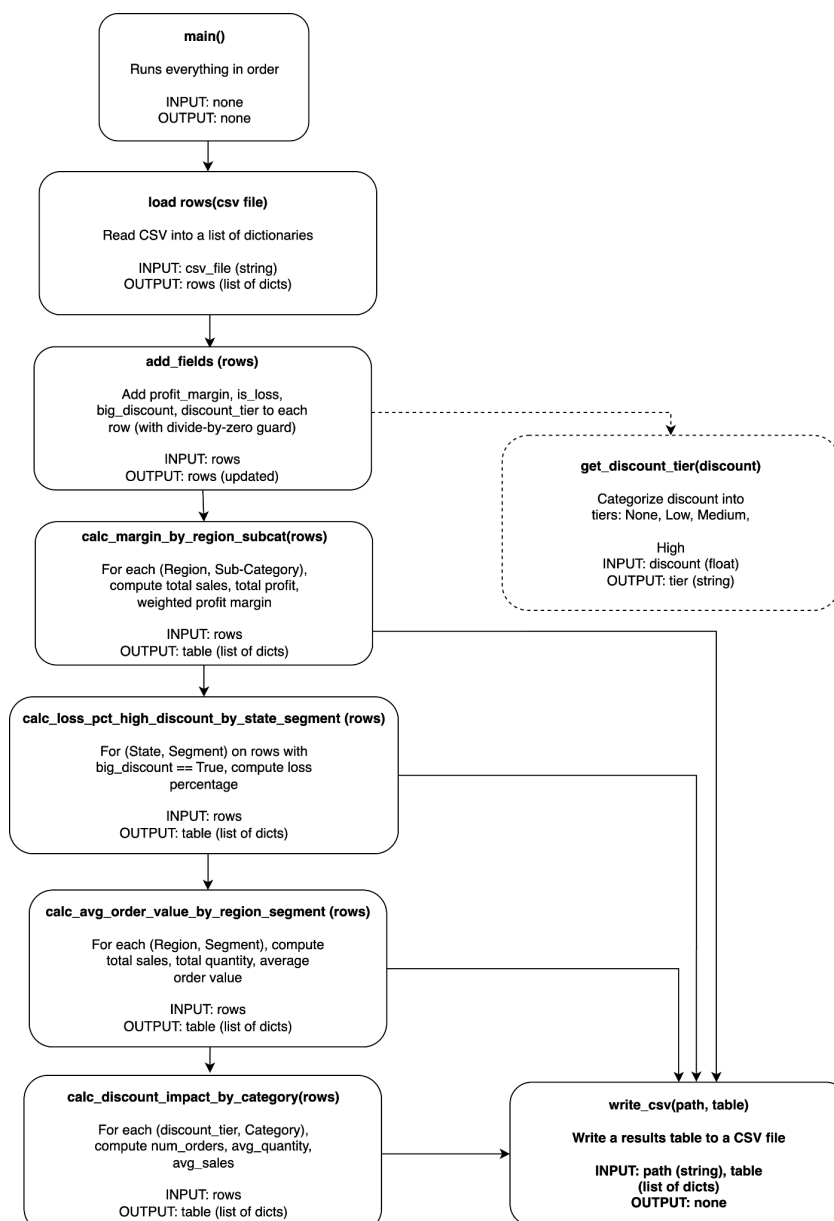 main()
Runs everything in order
INPUT: none
OUTPUT: none
load rows(csv file)
Read CSV into a list of dictionaries
INPUT: csv_file (string)
OUTPUT: rows (list of dicts)
add_fields (rows)
Add profit_margin, is_loss,
big_discount, discount_tier to each
row (with divide-by-zero guard)
INPUT: rows
OUTPUT: rows (updated)
get_discount_tier(discount)
Categorize discount into
tiers: None, Low, Medium,
High
INPUT: discount (float)
OUTPUT: tier (string)
calc_margin_by_region_subcat(rows)
For each (Region, Sub-Category),
compute total sales, total profit,
weighted profit margin
INPUT: rows
OUTPUT: table (list of dicts)
calc_loss_pct_high_discount_by_state_segment (rows)
For (State, Segment) on rows with
big_discount == True, compute loss
percentage
INPUT: rows
OUTPUT: table (list of dicts)
calc_avg_order_value_by_region_segment (rows)
For each (Region, Segment), compute
total sales, total quantity, average
order value
INPUT: rows
OUTPUT: table (list of dicts)
calc_discount_impact_by_category(rows)
For each (discount_tier, Category),
compute num_orders, avg_quantity,
avg_sales
INPUT: rows
OUTPUT: table (list of dicts)
write_csv(path, table)
Write a results table to a CSV file
INPUT: path (string), table
(list of dicts)
OUTPUT: none